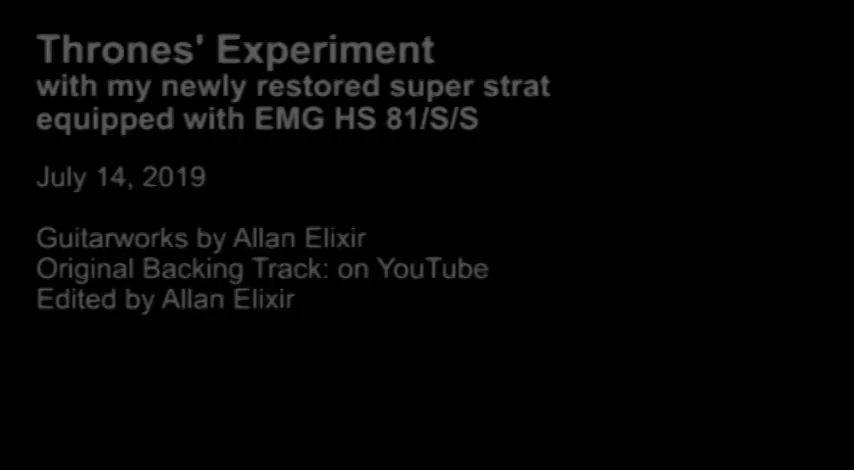 Thrones' Experiment
with my newly restored super strat
equipped with EMG HS 81/S/S
July 14, 2019
Guitarworks by Allan Elixir
Original Backing Track: on YouTube
Edited by Allan Elixir